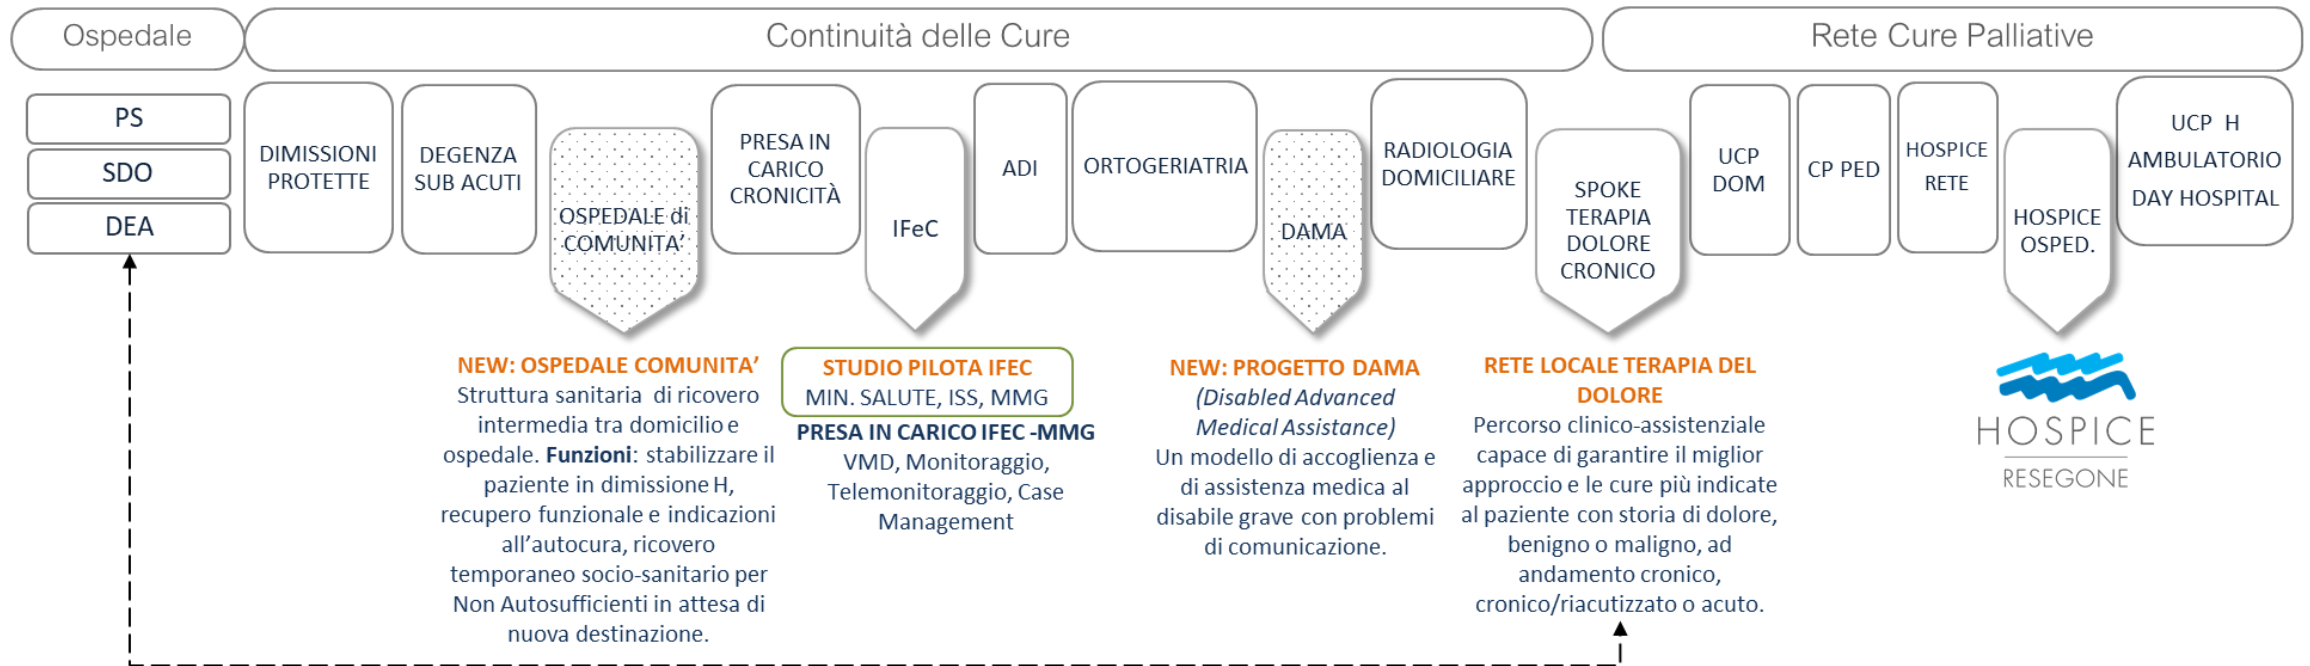 Ospedale
Continuità delle Cure
Rete Cure Palliative
PS
SDO
DEA
DIMISSIONI
PROTETTE
DEGENZA
SUB ACUTI
OSPEDALE di
COMUNITA’
PRESA IN
CARICO
CRONICITÀ
IFeC
ADI
ORTOGERIATRIA
DAMA
RADIOLOGIA
DOMICILIARE
SPOKE
TERAPIA
DOLORE
CRONICO
UCP
DOM
CP PED
HOSPICE
RETE
HOSPICE
OSPED.
UCP H
AMBULATORIO
DAY HOSPITAL
NEW: OSPEDALE COMUNITA’
Struttura sanitaria di ricovero
intermedia tra domicilio e
ospedale. Funzioni: stabilizzare il
paziente in dimissione H,
recupero funzionale e indicazioni
all’autocura, ricovero
temporaneo socio-sanitario per
Non Autosufficienti in attesa di
nuova destinazione.
STUDIO PILOTA IFEC
MIN. SALUTE, ISS, MMG
PRESA IN CARICO IFEC -MMG
VMD, Monitoraggio,
Telemonitoraggio, Case
Management
NEW: PROGETTO DAMA
(Disabled Advanced
Medical Assistance)
Un modello di accoglienza e
di assistenza medica al
disabile grave con problemi
di comunicazione.
RETE LOCALE TERAPIA DEL
DOLORE
Percorso clinico-assistenziale
capace di garantire il miglior
approccio e le cure più indicate
al paziente con storia di dolore,
benigno o maligno, ad
andamento cronico,
cronico/riacutizzato o acuto.
HOSPICE
RESEGONE